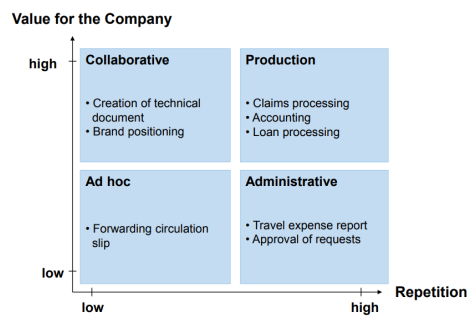 Value for the Company
high
Collaborative
• Creation of technical
document
• Brand positioning
Production
• Claims processing
• Accounting
• Loan processing
Ad hoc
• Forwarding circulation
slip
Administrative
• Travel expense report
• Approval of requests
low
Repetition
low
high